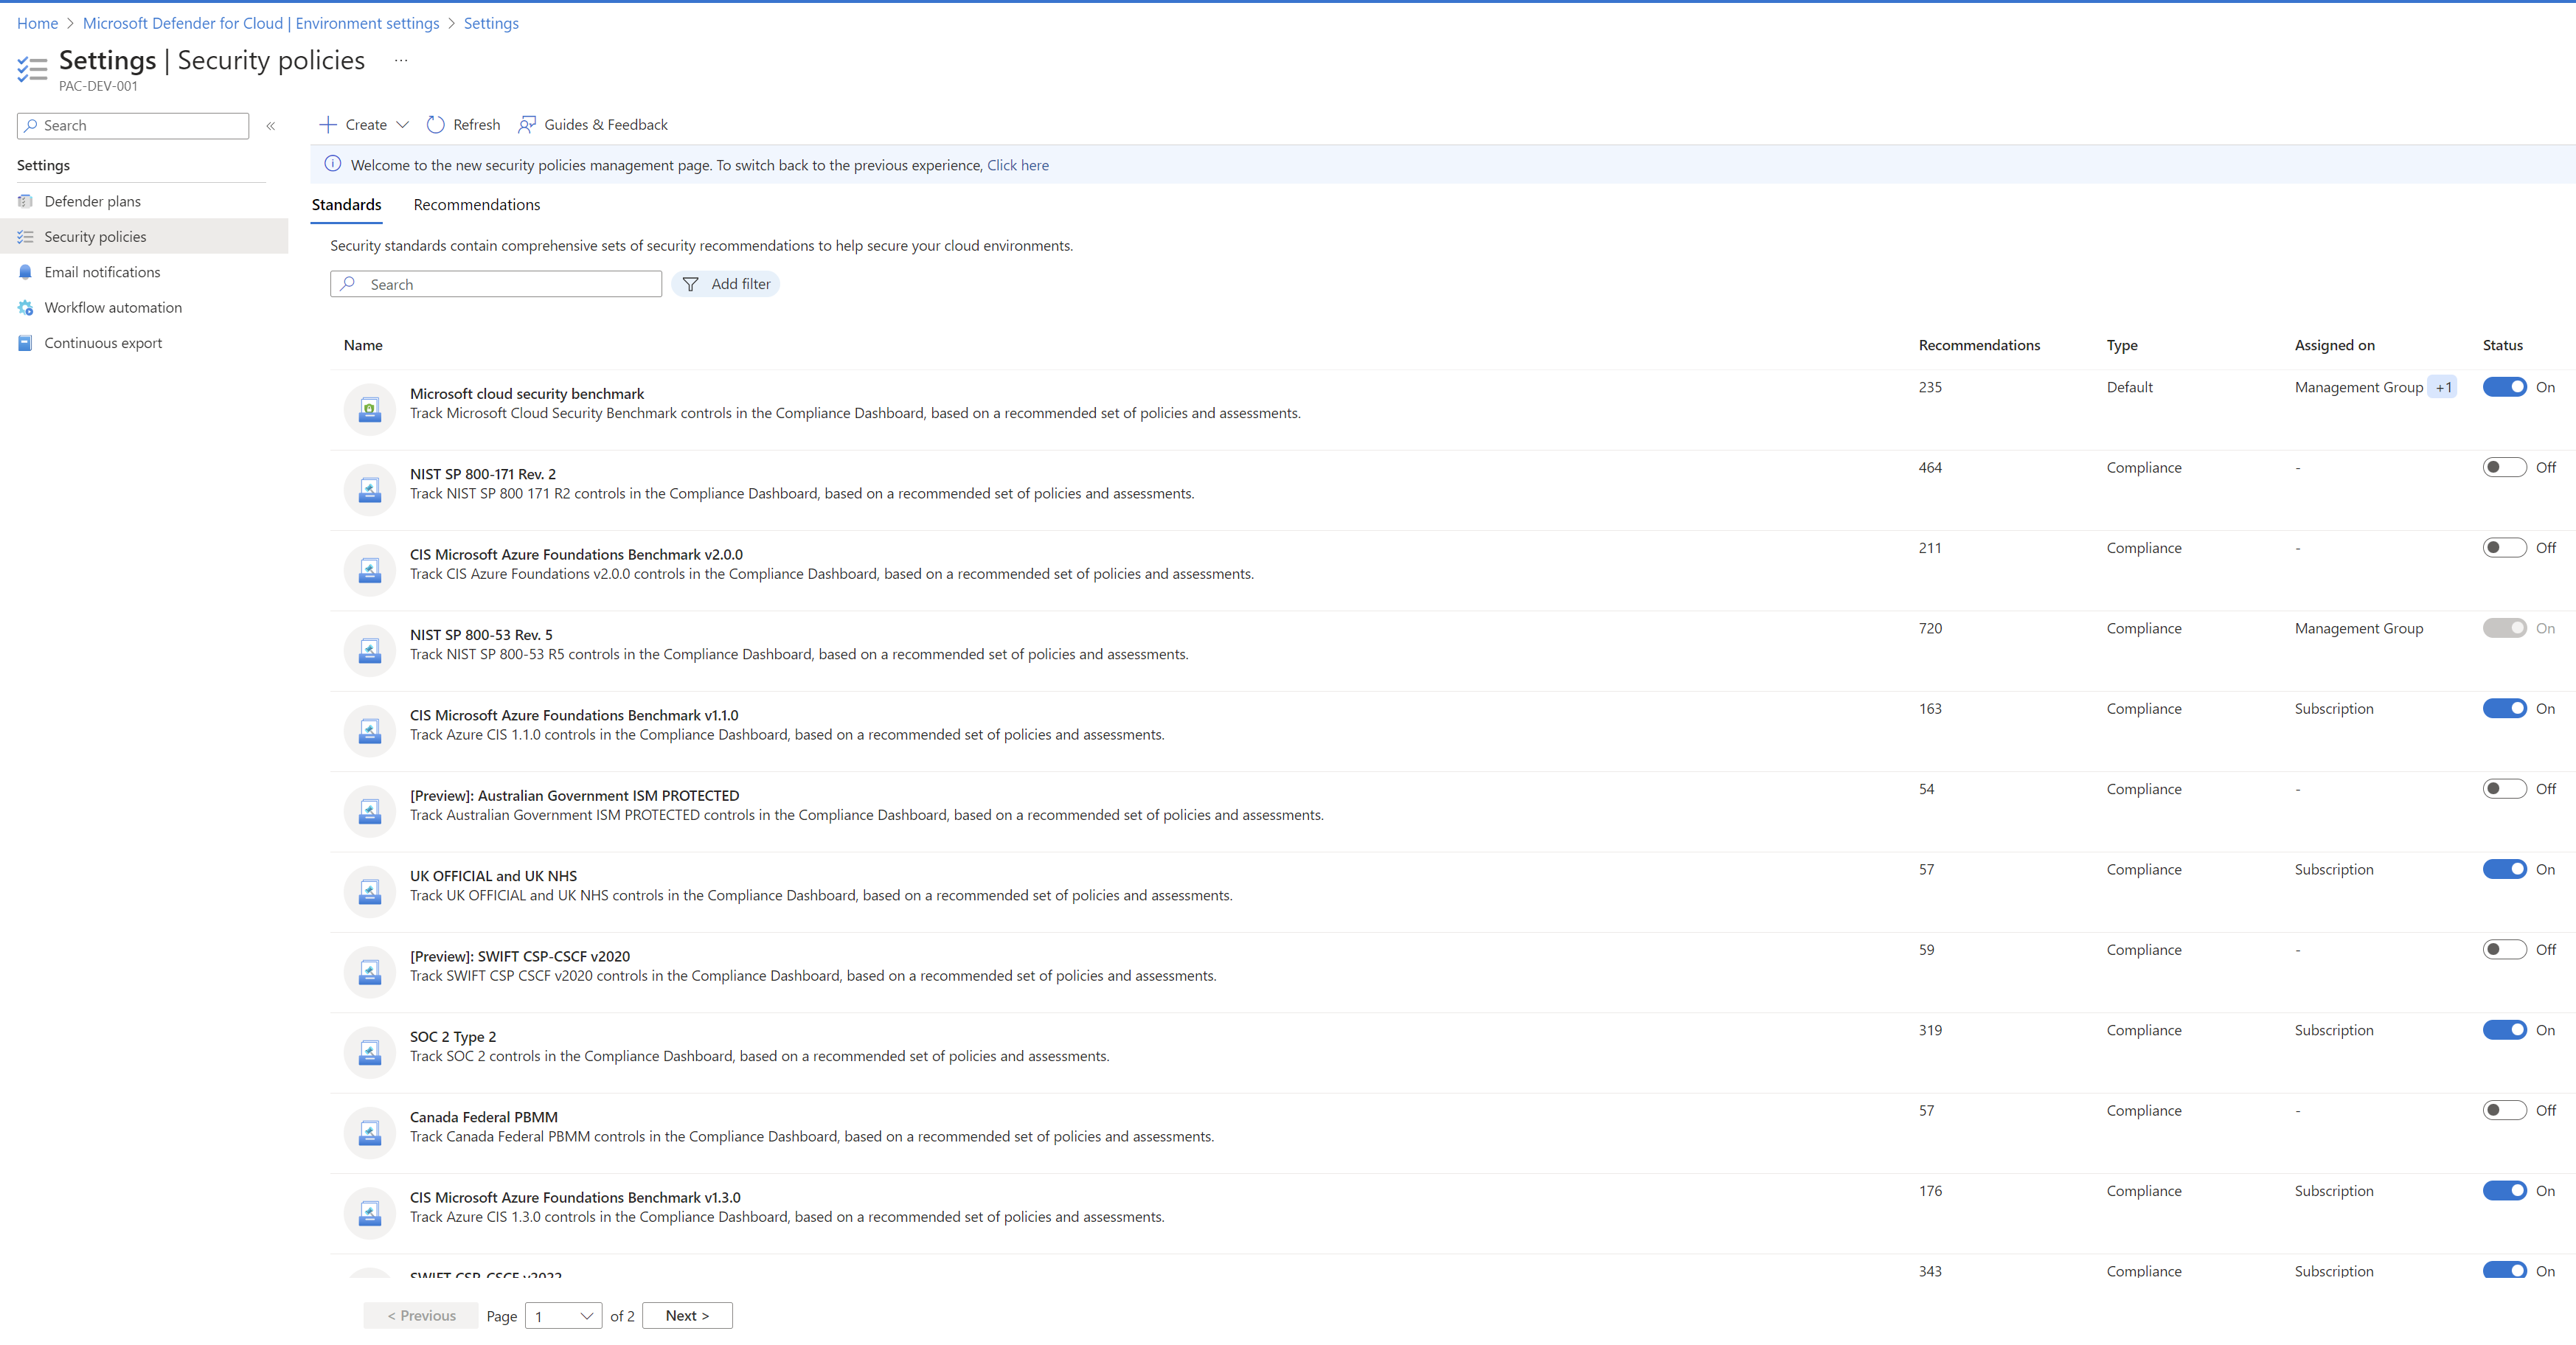 Home > Microsoft Defender for Cloud | Environment settings > Settings
Settings | Security policies ...
PAC-DEV-001
Search «
Settings
Defender plans
Security policies
Email notifications
Workflow automation
Continuous export
Create Refresh Guides & Feedback
Welcome to the new security policies management page. To switch back to the previous experience, Click here
Standards Recommendations
Security standards contain comprehensive sets of security recommendations to help secure your cloud environments.
Search Add filter
Name Recommendations Type Assigned on Status
Microsoft cloud security benchmark 235 Default Management Group +1 On
Track Microsoft Cloud Security Benchmark controls in the Compliance Dashboard, based on a recommended set of policies and assessments.
NIST SP 800-171 Rev. 2 464 Compliance - Off
Track NIST SP 800 171 R2 controls in the Compliance Dashboard, based on a recommended set of policies and assessments.
CIS Microsoft Azure Foundations Benchmark v2.0.0 211 Compliance - Off
Track CIS Azure Foundations v2.0.0 controls in the Compliance Dashboard, based on a recommended set of policies and assessments.
NIST SP 800-53 Rev. 5 720 Compliance Management Group On
Track NIST SP 800-53 R5 controls in the Compliance Dashboard, based on a recommended set of policies and assessments.
CIS Microsoft Azure Foundations Benchmark v1.1.0 163 Compliance Subscription On
Track Azure CIS 1.1.0 controls in the Compliance Dashboard, based on a recommended set of policies and assessments.
[Preview]: Australian Government ISM PROTECTED 54 Compliance - Off
Track Australian Government ISM PROTECTED controls in the Compliance Dashboard, based on a recommended set of policies and assessments.
UK OFFICIAL and UK NHS 57 Compliance Subscription On
Track UK OFFICIAL and UK NHS controls in the Compliance Dashboard, based on a recommended set of policies and assessments.
[Preview]: SWIFT CSP-CSCF v2020 59 Compliance - Off
Track SWIFT CSP CSCF v2020 controls in the Compliance Dashboard, based on a recommended set of policies and assessments.
SOC 2 Type 2 319 Compliance Subscription On
Track SOC 2 controls in the Compliance Dashboard, based on a recommended set of policies and assessments.
Canada Federal PBMM 57 Compliance - Off
Track Canada Federal PBMM controls in the Compliance Dashboard, based on a recommended set of policies and assessments.
CIS Microsoft Azure Foundations Benchmark v1.3.0 176 Compliance Subscription On
Track Azure CIS 1.3.0 controls in the Compliance Dashboard, based on a recommended set of policies and assessments.
SWIFT CSP-CSCF v2022 343 Compliance Subscription On
< Previous Page 1 of 2 Next >